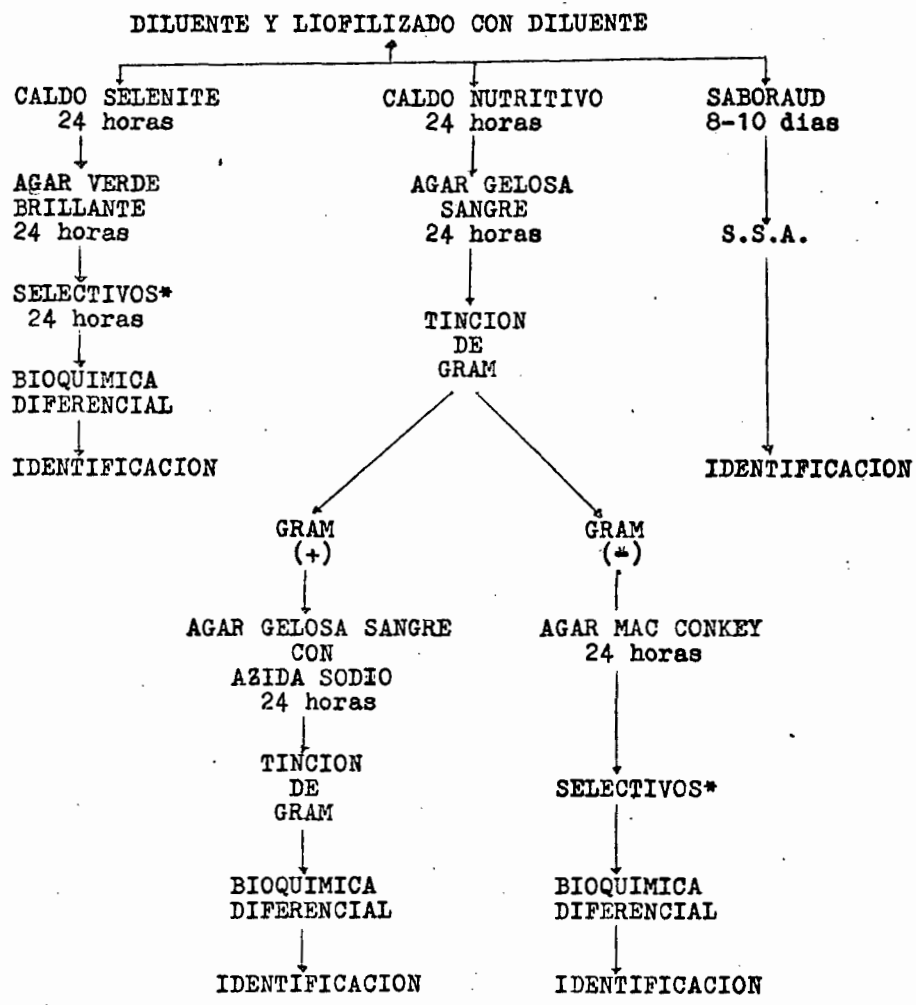 DILUENTE Y LIOFILIZADO CON DILUENTE
CALDO SELENITE
24 horas
AGAR VERDE
BRILLANTE
24 horas
SELECTIVOS*
24 horas
BIOQUIMICA
DIFERENCIAL
IDENTIFICACION
CALDO NUTRITIVO
24 horas
AGAR GELOSA
SANGRE
24 horas
TINCION
DE
GRAM
GRAM
(+)
AGAR GELOSA SANGRE
CON
AZIDA SODIO
24 horas
TINCION
DE
GRAM
BIOQUIMICA
DIFERENCIAL
IDENTIFICACION
GRAM
(-)
AGAR MAC CONKEY
24 horas
SELECTIVOS*
BIOQUIMICA
DIFERENCIAL
IDENTIFICACION
SABORAUD
8-10 dias
S.S.A.
IDENTIFICACION